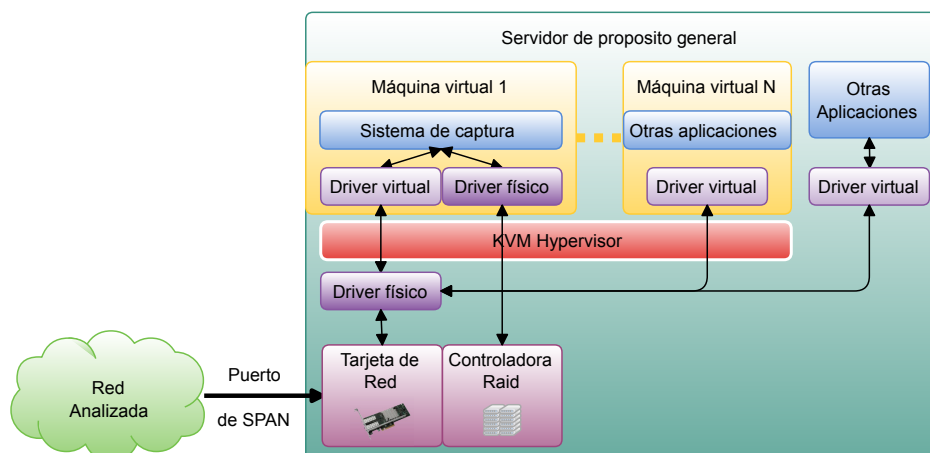 Servidor de proposito general
Máquina virtual 1
Máquina virtual N
Otras
Aplicaciones
Sistema de captura
Otras aplicaciones
Driver virtual
Driver físico
Driver virtual
Driver virtual
KVM Hypervisor
Driver físico
Red
Analizada
Puerto
de SPAN
Tarjeta de
Red
Controladora
Raid